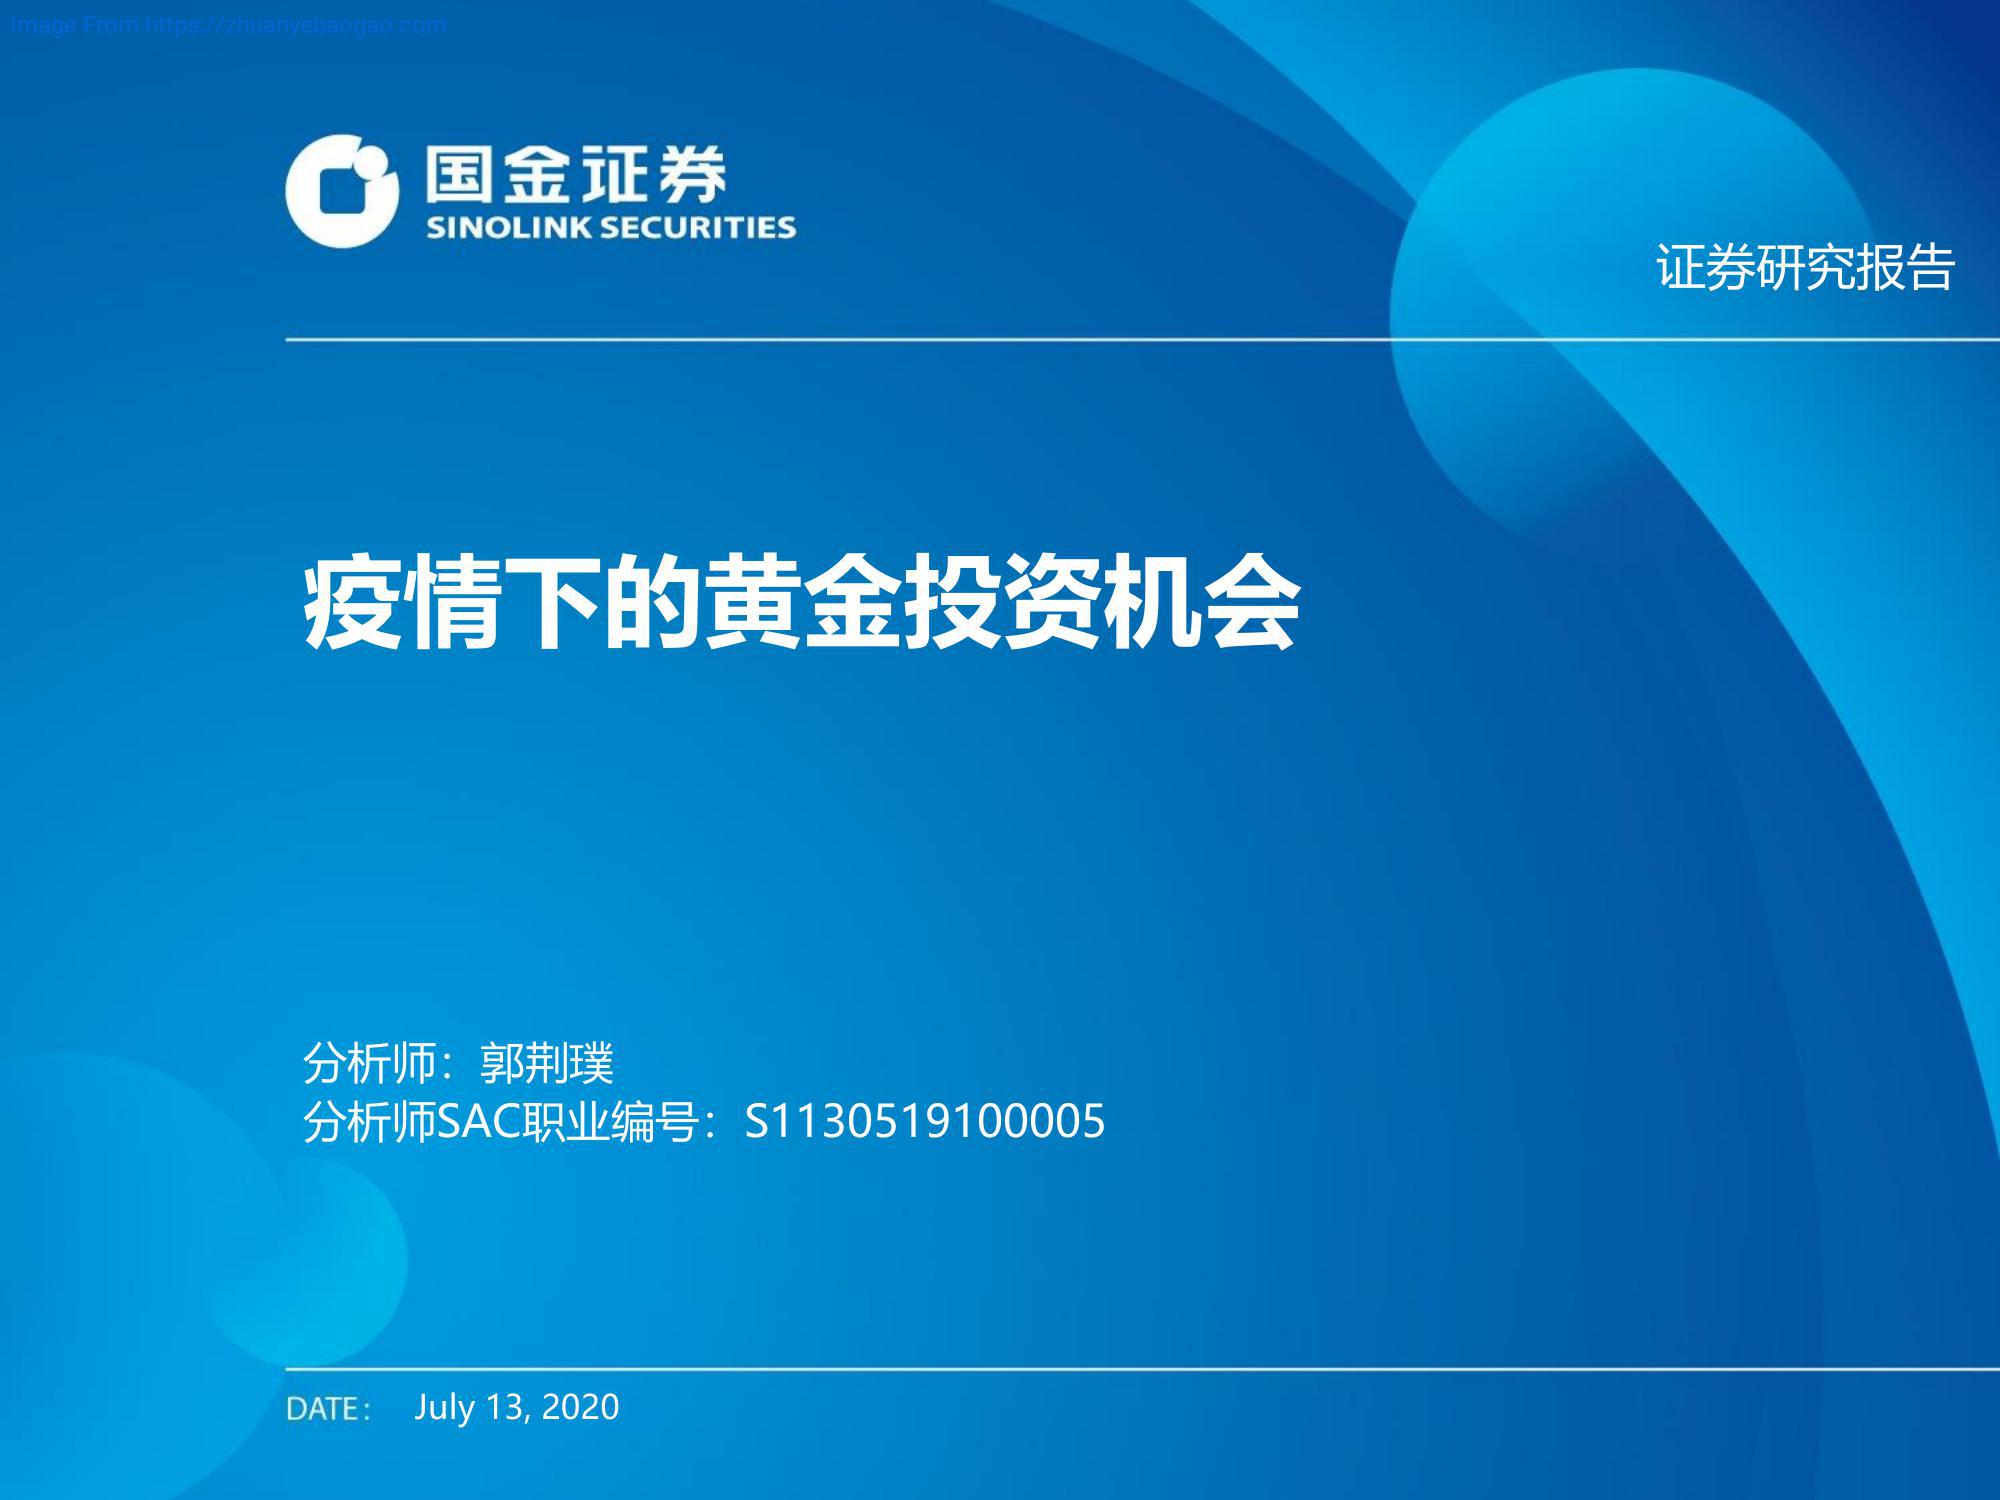 Image From https://zhuanyebaogao.com
国金证券
SINOLINK SECURITIES
证券研究报告
疫情下的黄金投资机会
分析师：郭荆璞
分析师SAC职业编号：S1130519100005
DATE： July 13, 2020